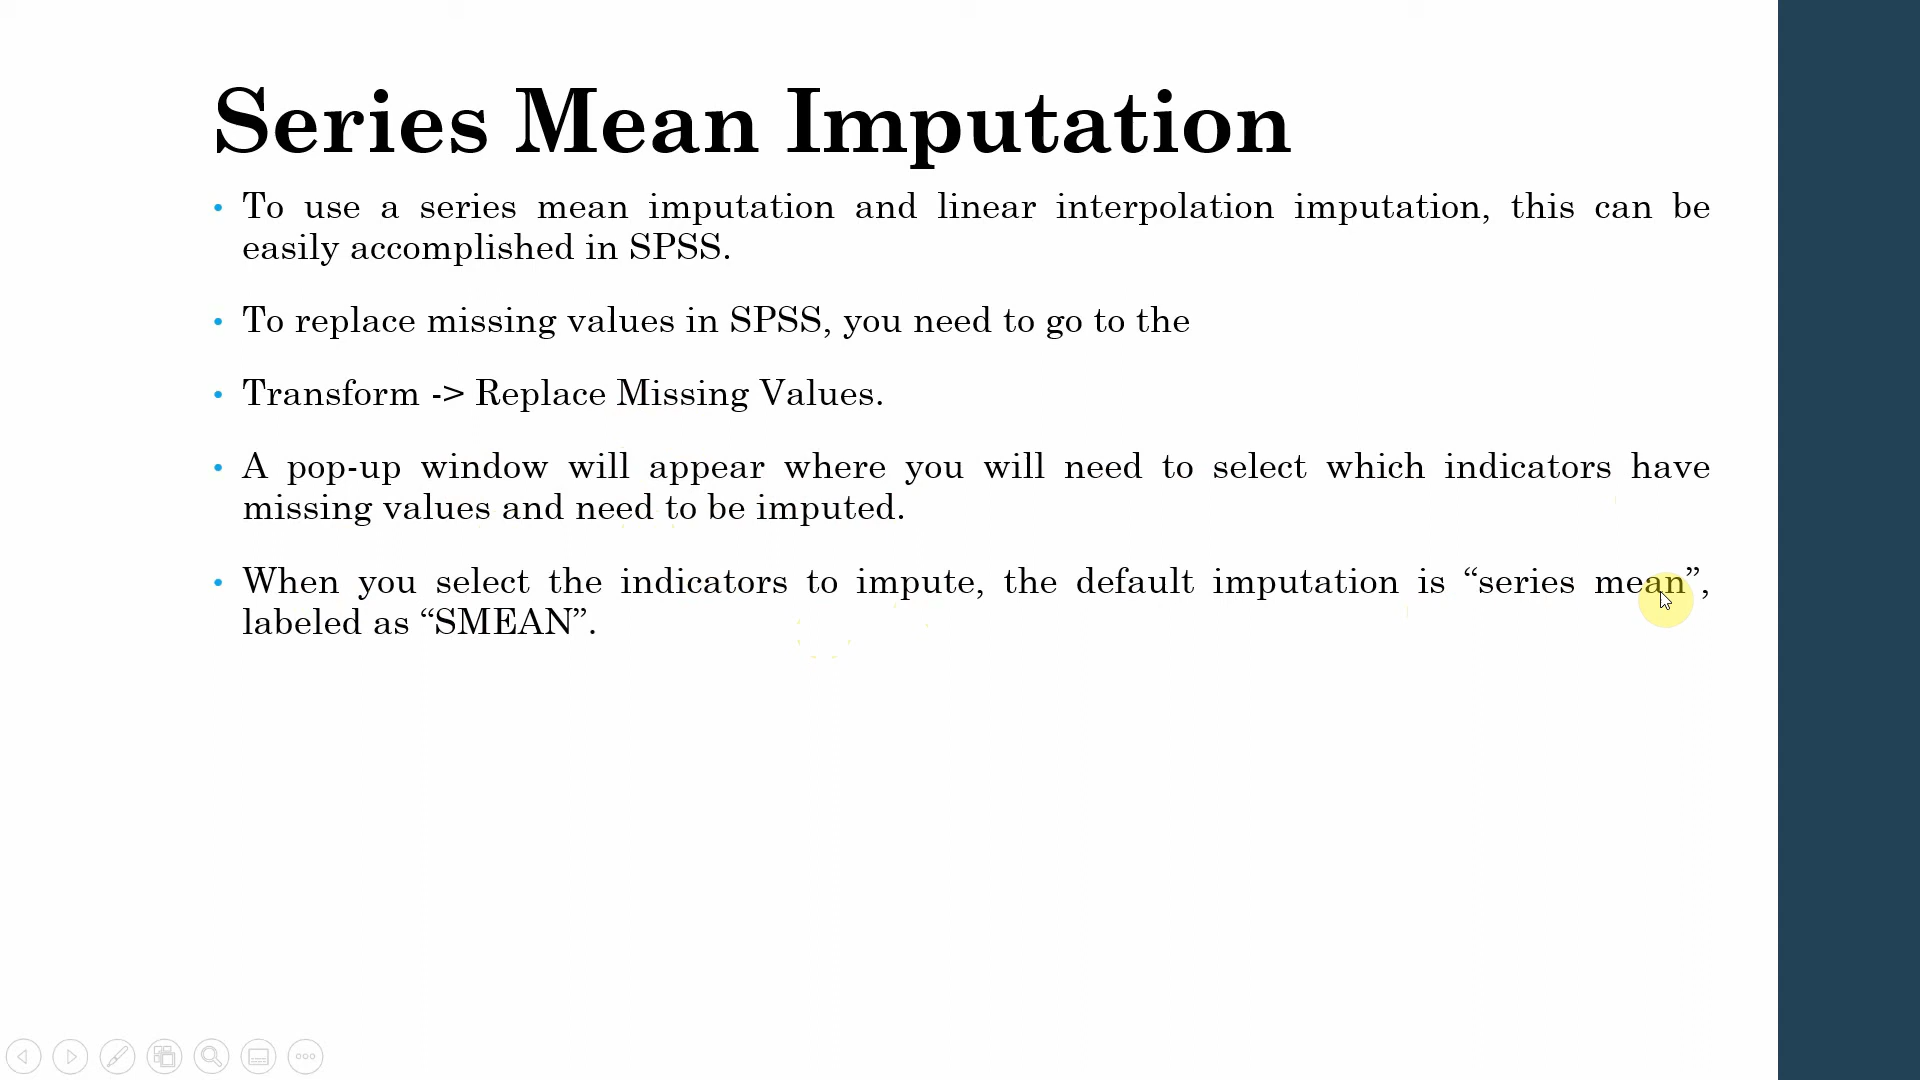 Series Mean Imputation
• To use a series mean imputation and linear interpolation imputation, this can be
easily accomplished in SPSS.
• To replace missing values in SPSS, you need to go to the
• Transform -> Replace Missing Values.
• A pop-up window will appear where you will need to select which indicators have
missing values and need to be imputed.
• When you select the indicators to impute, the default imputation is “series mean”,
labeled as “SMEAN”.